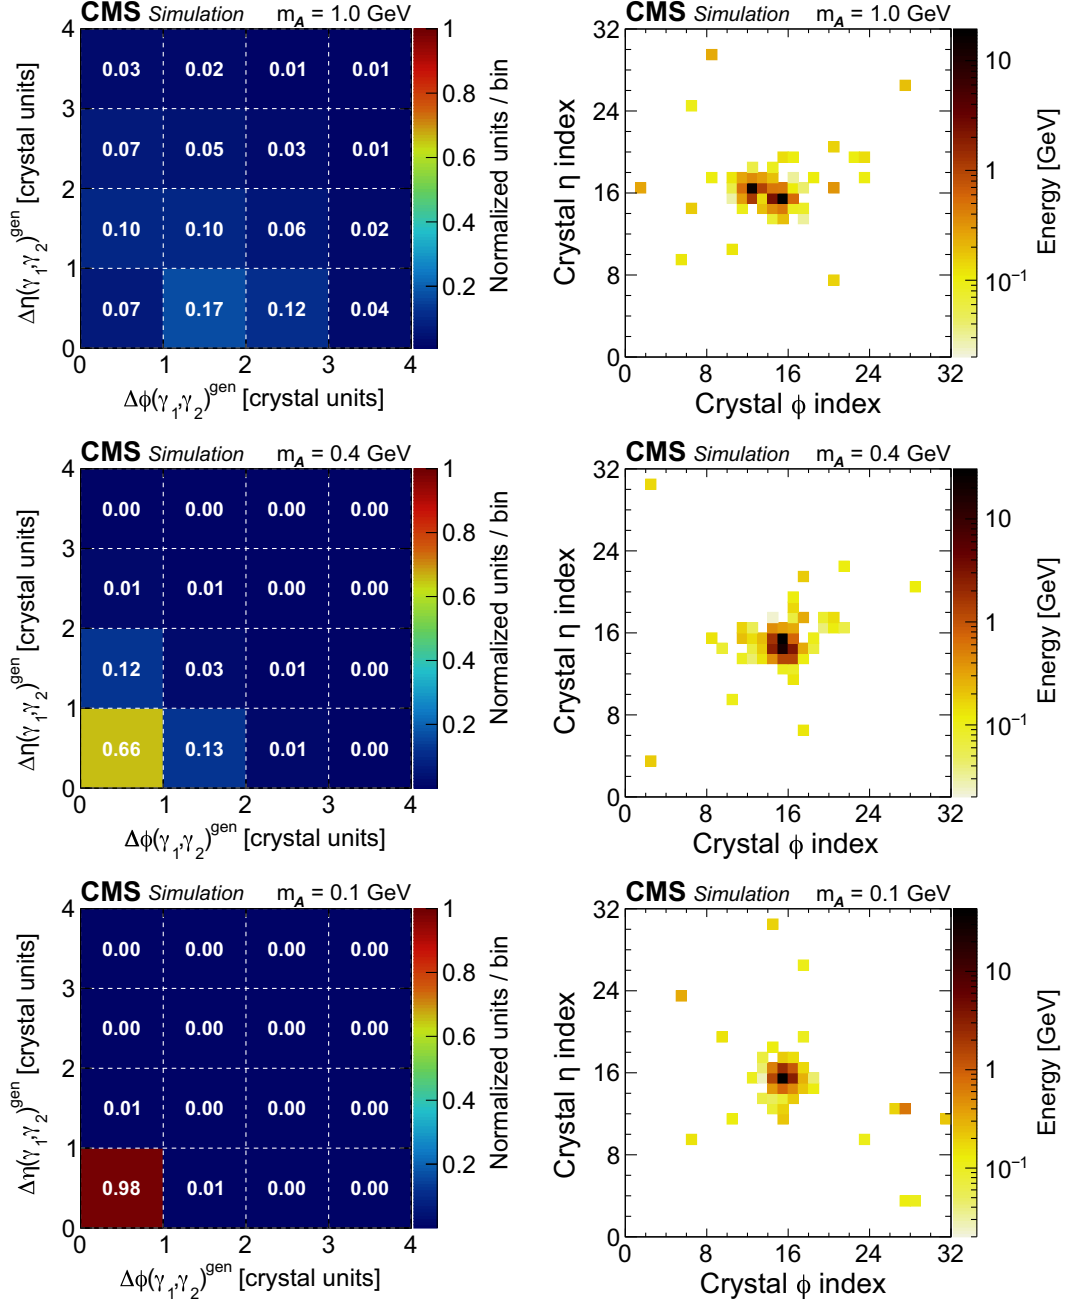 CMS Simulation m_A = 1.0 GeV
4
3
2
1
0
0.03 0.02 0.01 0.01
0.07 0.05 0.03 0.01
0.10 0.10 0.06 0.02
0.07 0.17 0.12 0.04
0 1 2 3 4
Δη(γ_1,γ_2)^gen [crystal units]
Δϕ(γ_1,γ_2)^gen [crystal units]
1
0.8
0.6
0.4
0.2
Normalized units / bin
CMS Simulation m_A = 1.0 GeV
32
24
16
8
0
0 8 16 24 32
Crystal η index
Crystal ϕ index
10
1
10^−1
Energy [GeV]
CMS Simulation m_A = 0.4 GeV
4
3
2
1
0
0.00 0.00 0.00 0.00
0.01 0.01 0.00 0.00
0.12 0.03 0.01 0.00
0.66 0.13 0.01 0.00
0 1 2 3 4
Δη(γ_1,γ_2)^gen [crystal units]
Δϕ(γ_1,γ_2)^gen [crystal units]
1
0.8
0.6
0.4
0.2
Normalized units / bin
CMS Simulation m_A = 0.4 GeV
32
24
16
8
0
0 8 16 24 32
Crystal η index
Crystal ϕ index
10
1
10^−1
Energy [GeV]
CMS Simulation m_A = 0.1 GeV
4
3
2
1
0
0.00 0.00 0.00 0.00
0.00 0.00 0.00 0.00
0.01 0.00 0.00 0.00
0.98 0.01 0.00 0.00
0 1 2 3 4
Δη(γ_1,γ_2)^gen [crystal units]
Δϕ(γ_1,γ_2)^gen [crystal units]
1
0.8
0.6
0.4
0.2
Normalized units / bin
CMS Simulation m_A = 0.1 GeV
32
24
16
8
0
0 8 16 24 32
Crystal η index
Crystal ϕ index
10
1
10^−1
Energy [GeV]